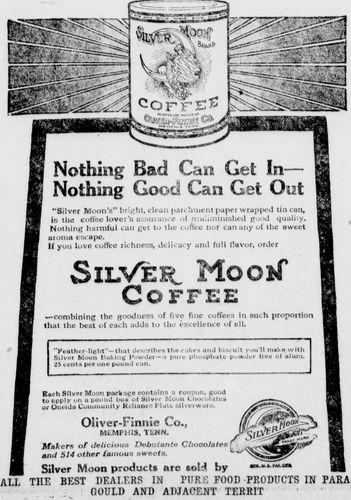 SILVER MOON
BRAND
COFFEE
OLIVER-FINNIE CO.
MEMPHIS, TENN.
Nothing Bad Can Get In—
Nothing Good Can Get Out
"Silver Moon's" bright, clean parchment paper wrapped tin can,
is the coffee lover's assurance of undiminished good quality.
Nothing harmful can get to the coffee nor can any of the sweet
aroma escape.
If you love coffee richness, delicacy and full flavor, order
SILVER MOON
COFFEE
—combining the goodness of five fine coffees in such proportion
that the best of each adds to the excellence of all.
"Feather-light"—that describes the cakes and biscuit you'll make with
Silver Moon Baking Powder—a pure phosphate powder free of alum.
25 cents per one pound can.
Each Silver Moon package contains a coupon, good
to apply on a pound box of Silver Moon Chocolates
or Oneida Community Reliance Plate silverware.
Oliver-Finnie Co.,
MEMPHIS, TENN.
Makers of delicious Debutante Chocolates
and 514 other famous sweets.
SILVER MOON
REG. U. S. PAT. OFF.
Silver Moon products are sold by
ALL THE BEST DEALERS IN PURE FOOD PRODUCTS IN PARA
GOULD AND ADJACENT TERRIT